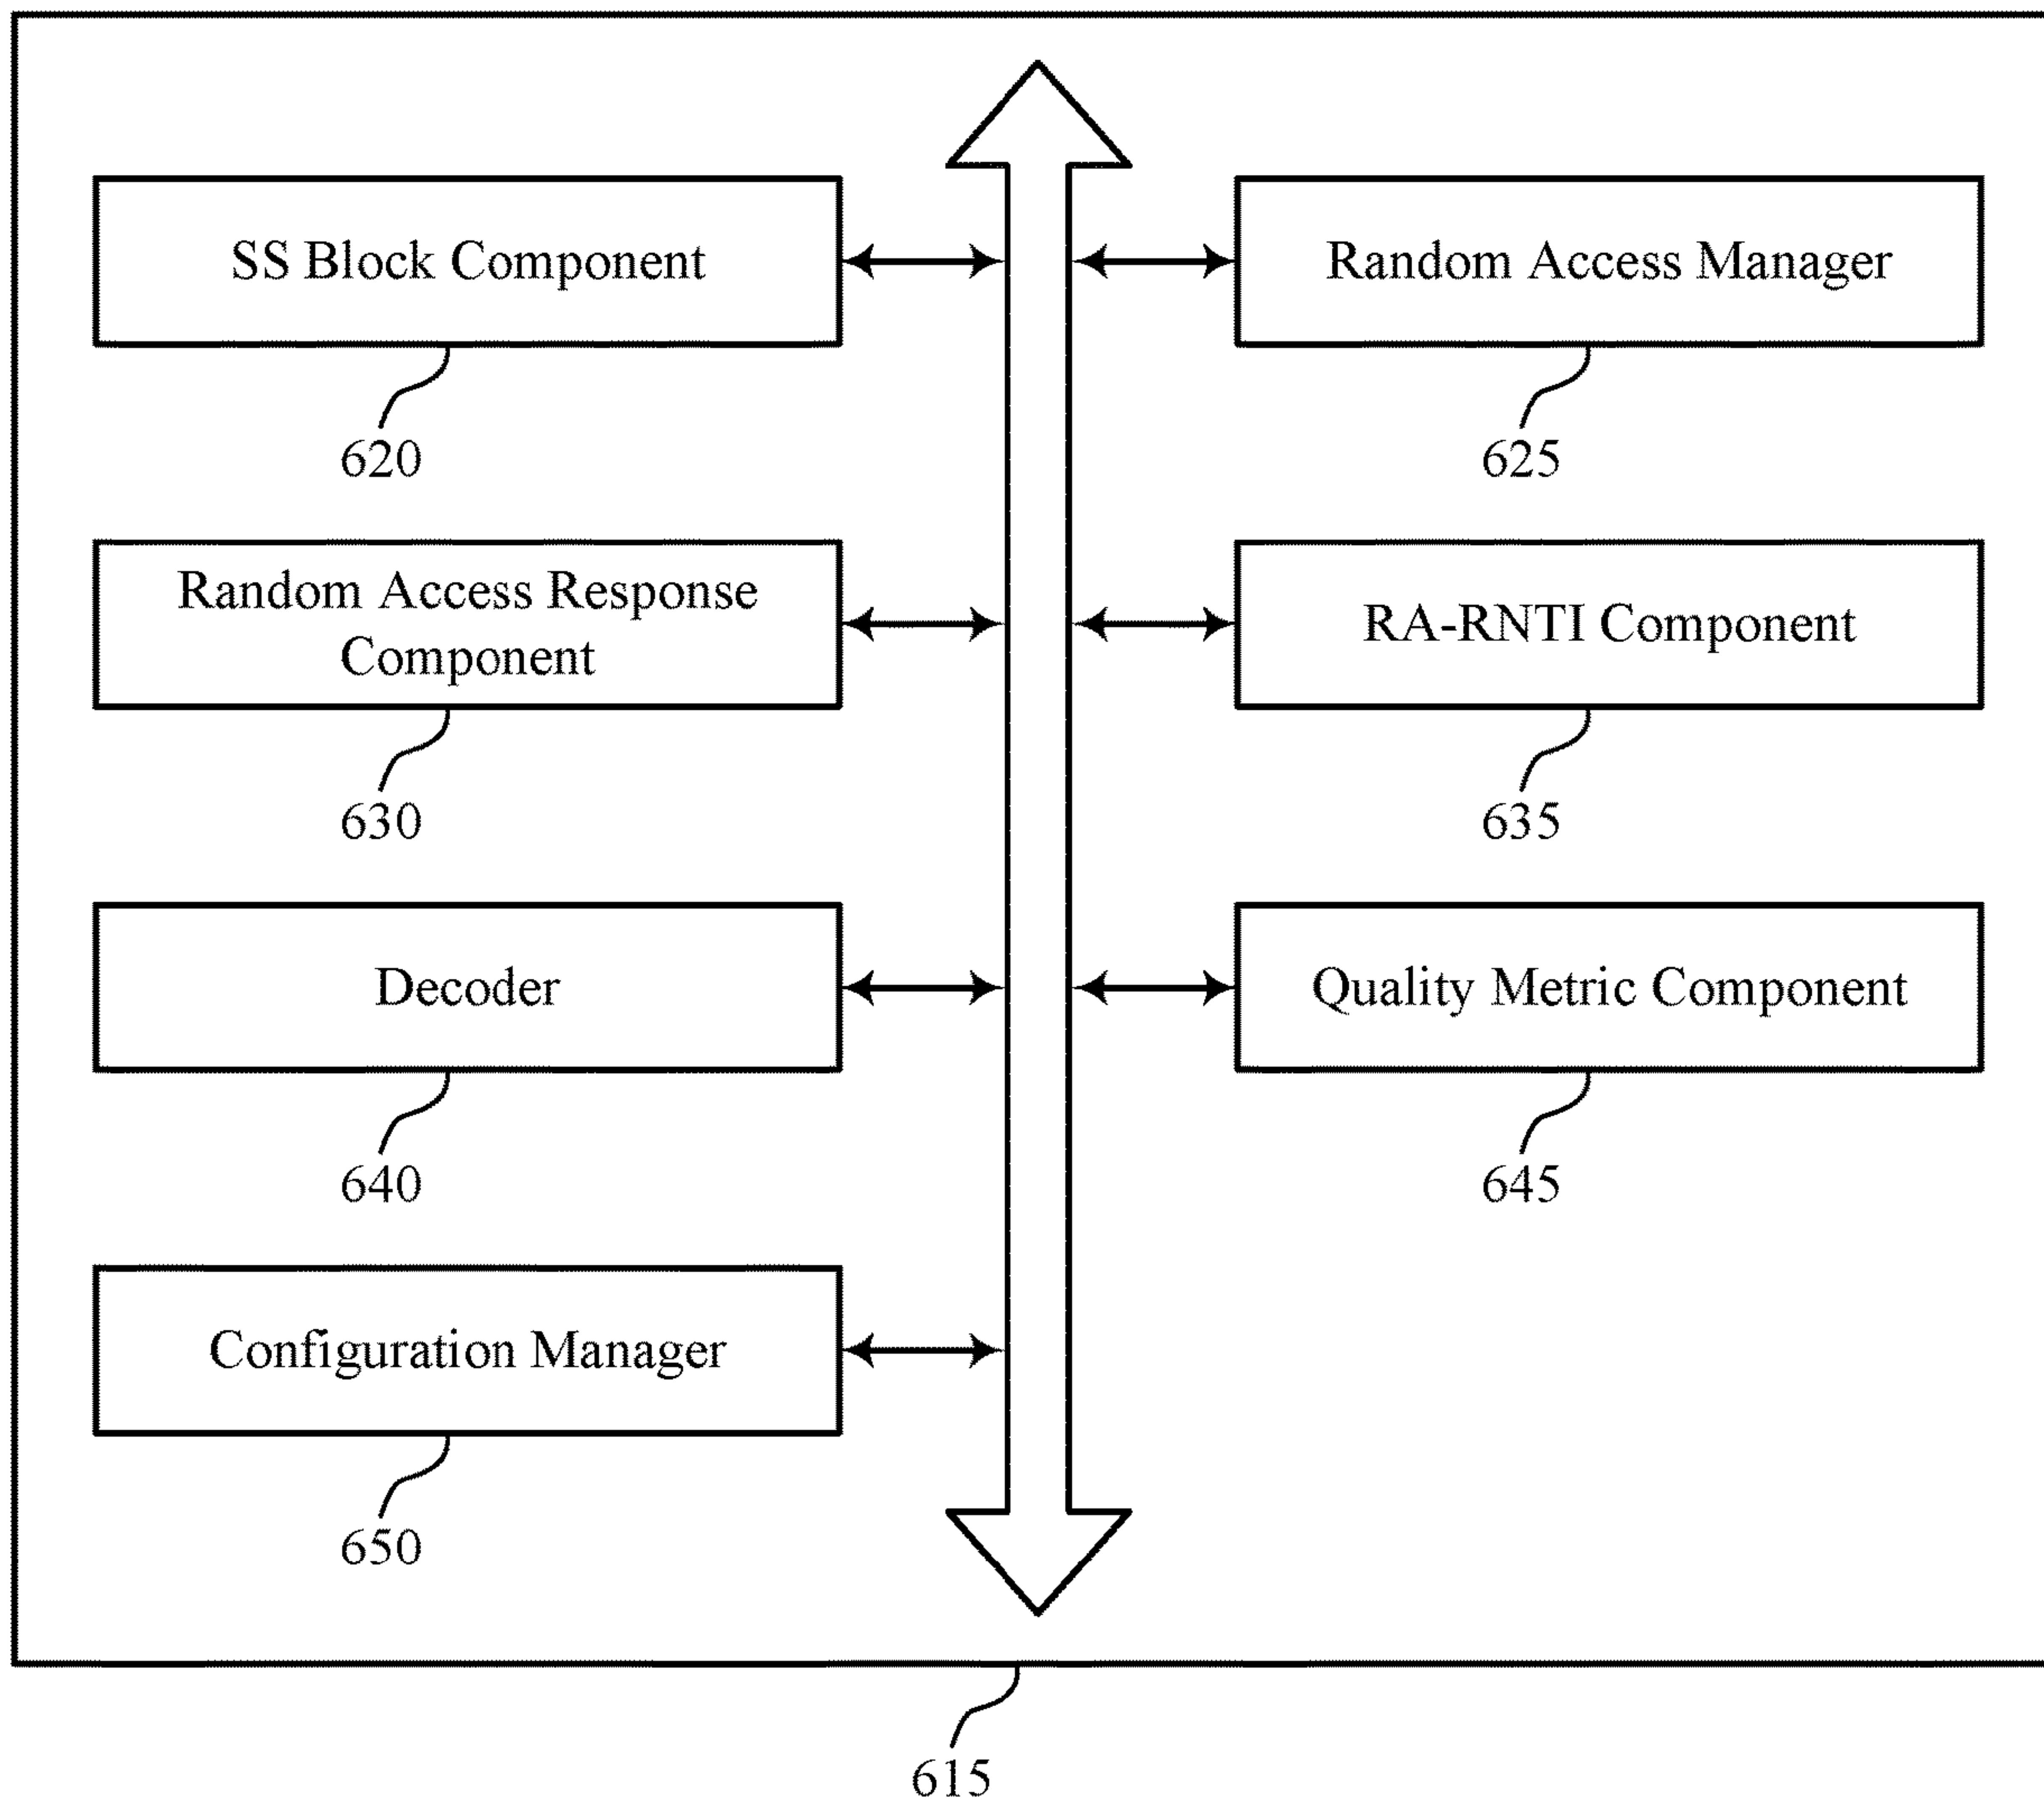 SS Block Component
Random Access Manager
620
625
Random Access Response
Component
RA-RNTI Component
630
635
Decoder
Quality Metric Component
640
645
Configuration Manager
650
615